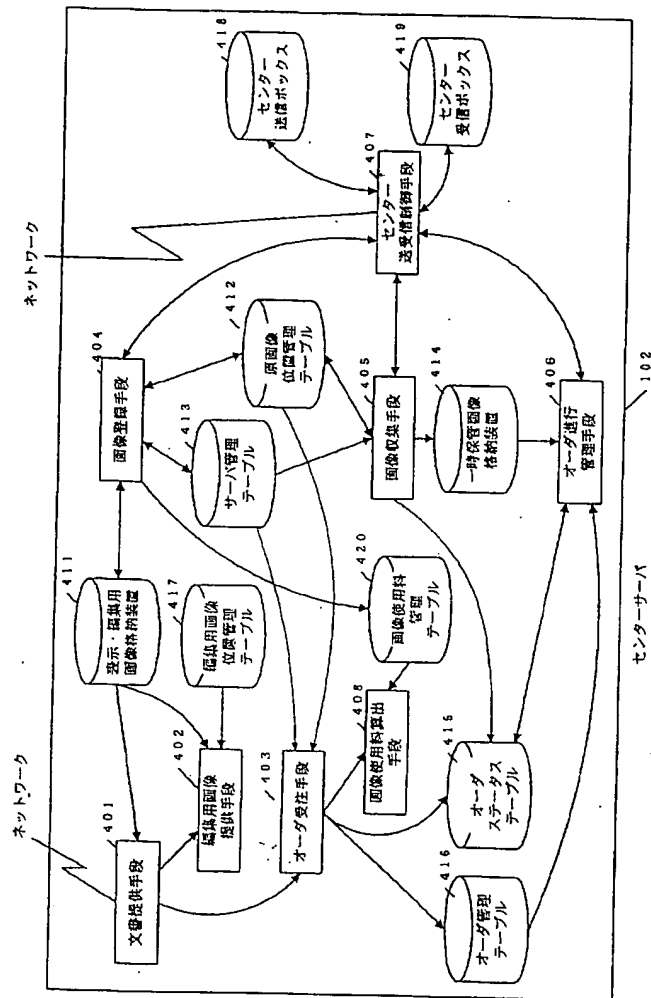 ネットワーク
ネットワーク
401
文書提供手段
411
表示・編集用
画像格納装置
404
画像登録手段
417
編集用画像
位置管理
テーブル
402
編集用画像
提供手段
413
サーバ管理
テーブル
412
原画像
位置管理
テーブル
418
センター
送信ボックス
407
センター
送受信制御手段
419
センター
受信ボックス
403
オーダ受注手段
420
画像使用料
管理
テーブル
405
画像収集手段
408
画像使用料算出
手段
414
一時保管画像
格納装置
416
オーダ管理
テーブル
415
オーダ
ステータス
テーブル
406
オーダ進行
管理手段
102
センターサーバ